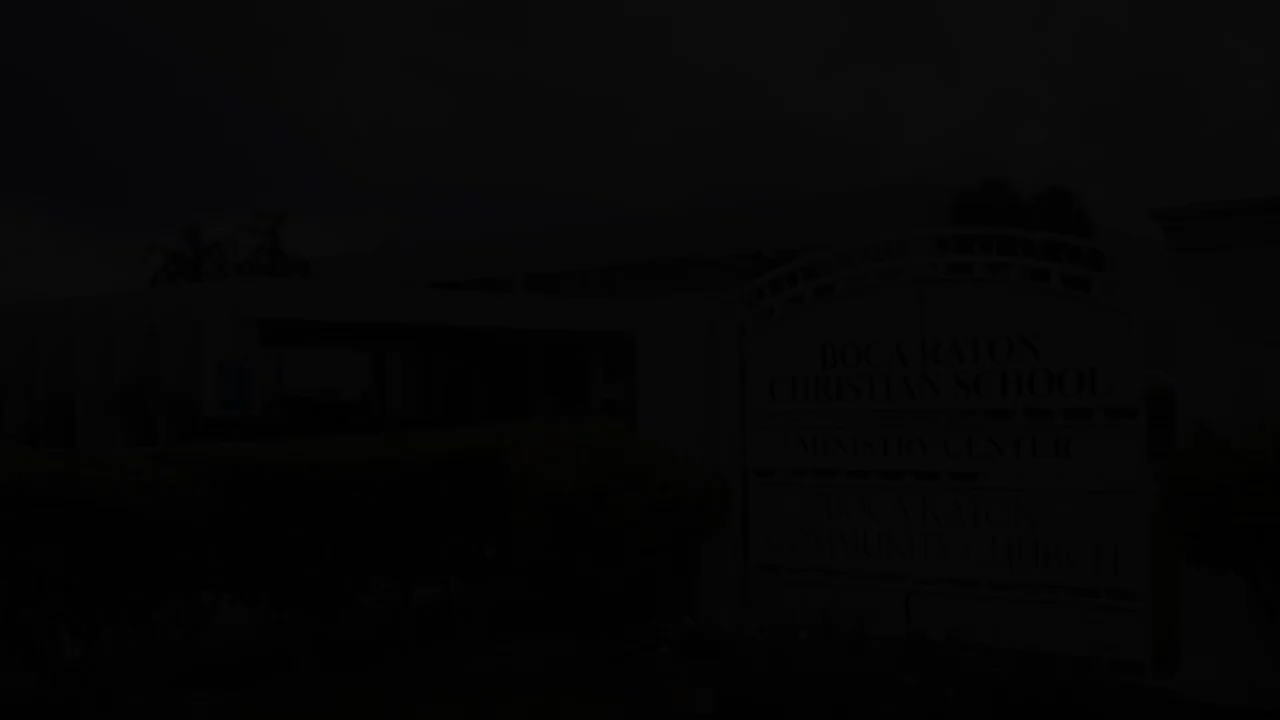 BOCA RATON
CHRISTIAN SCHOOL
MINISTRY CENTER
BOCA RATON
COMMUNITY CHURCH